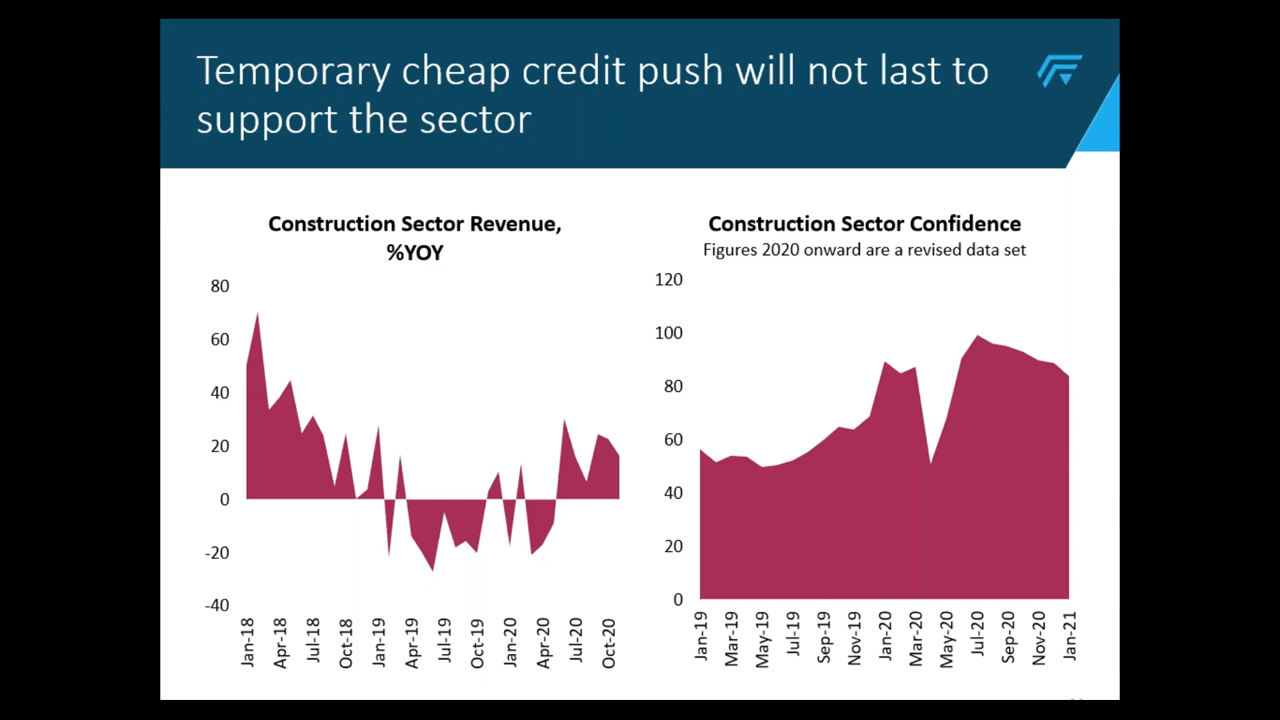 Temporary cheap credit push will not last to
support the sector
Construction Sector Revenue,
%YOY
80
60
40
20
0
-20
-40
Jan-18
Apr-18
Jul-18
Oct-18
Jan-19
Apr-19
Jul-19
Oct-19
Jan-20
Apr-20
Jul-20
Oct-20
Construction Sector Confidence
Figures 2020 onward are a revised data set
120
100
80
60
40
20
0
Jan-19
Mar-19
May-19
Jul-19
Sep-19
Nov-19
Jan-20
Mar-20
May-20
Jul-20
Sep-20
Nov-20
Jan-21